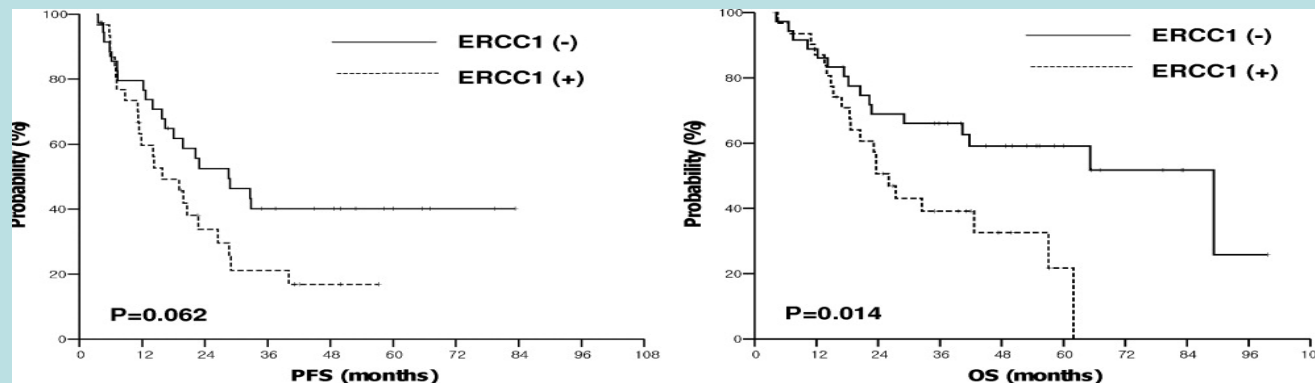 100
80
60
40
20
0
Probability (%)
ERCC1 (-)
ERCC1 (+)
P=0.062
0 12 24 36 48 60 72 84 96 108
PFS (months)
100
80
60
40
20
0
Probability (%)
ERCC1 (-)
ERCC1 (+)
P=0.014
0 12 24 36 48 60 72 84 96
OS (months)